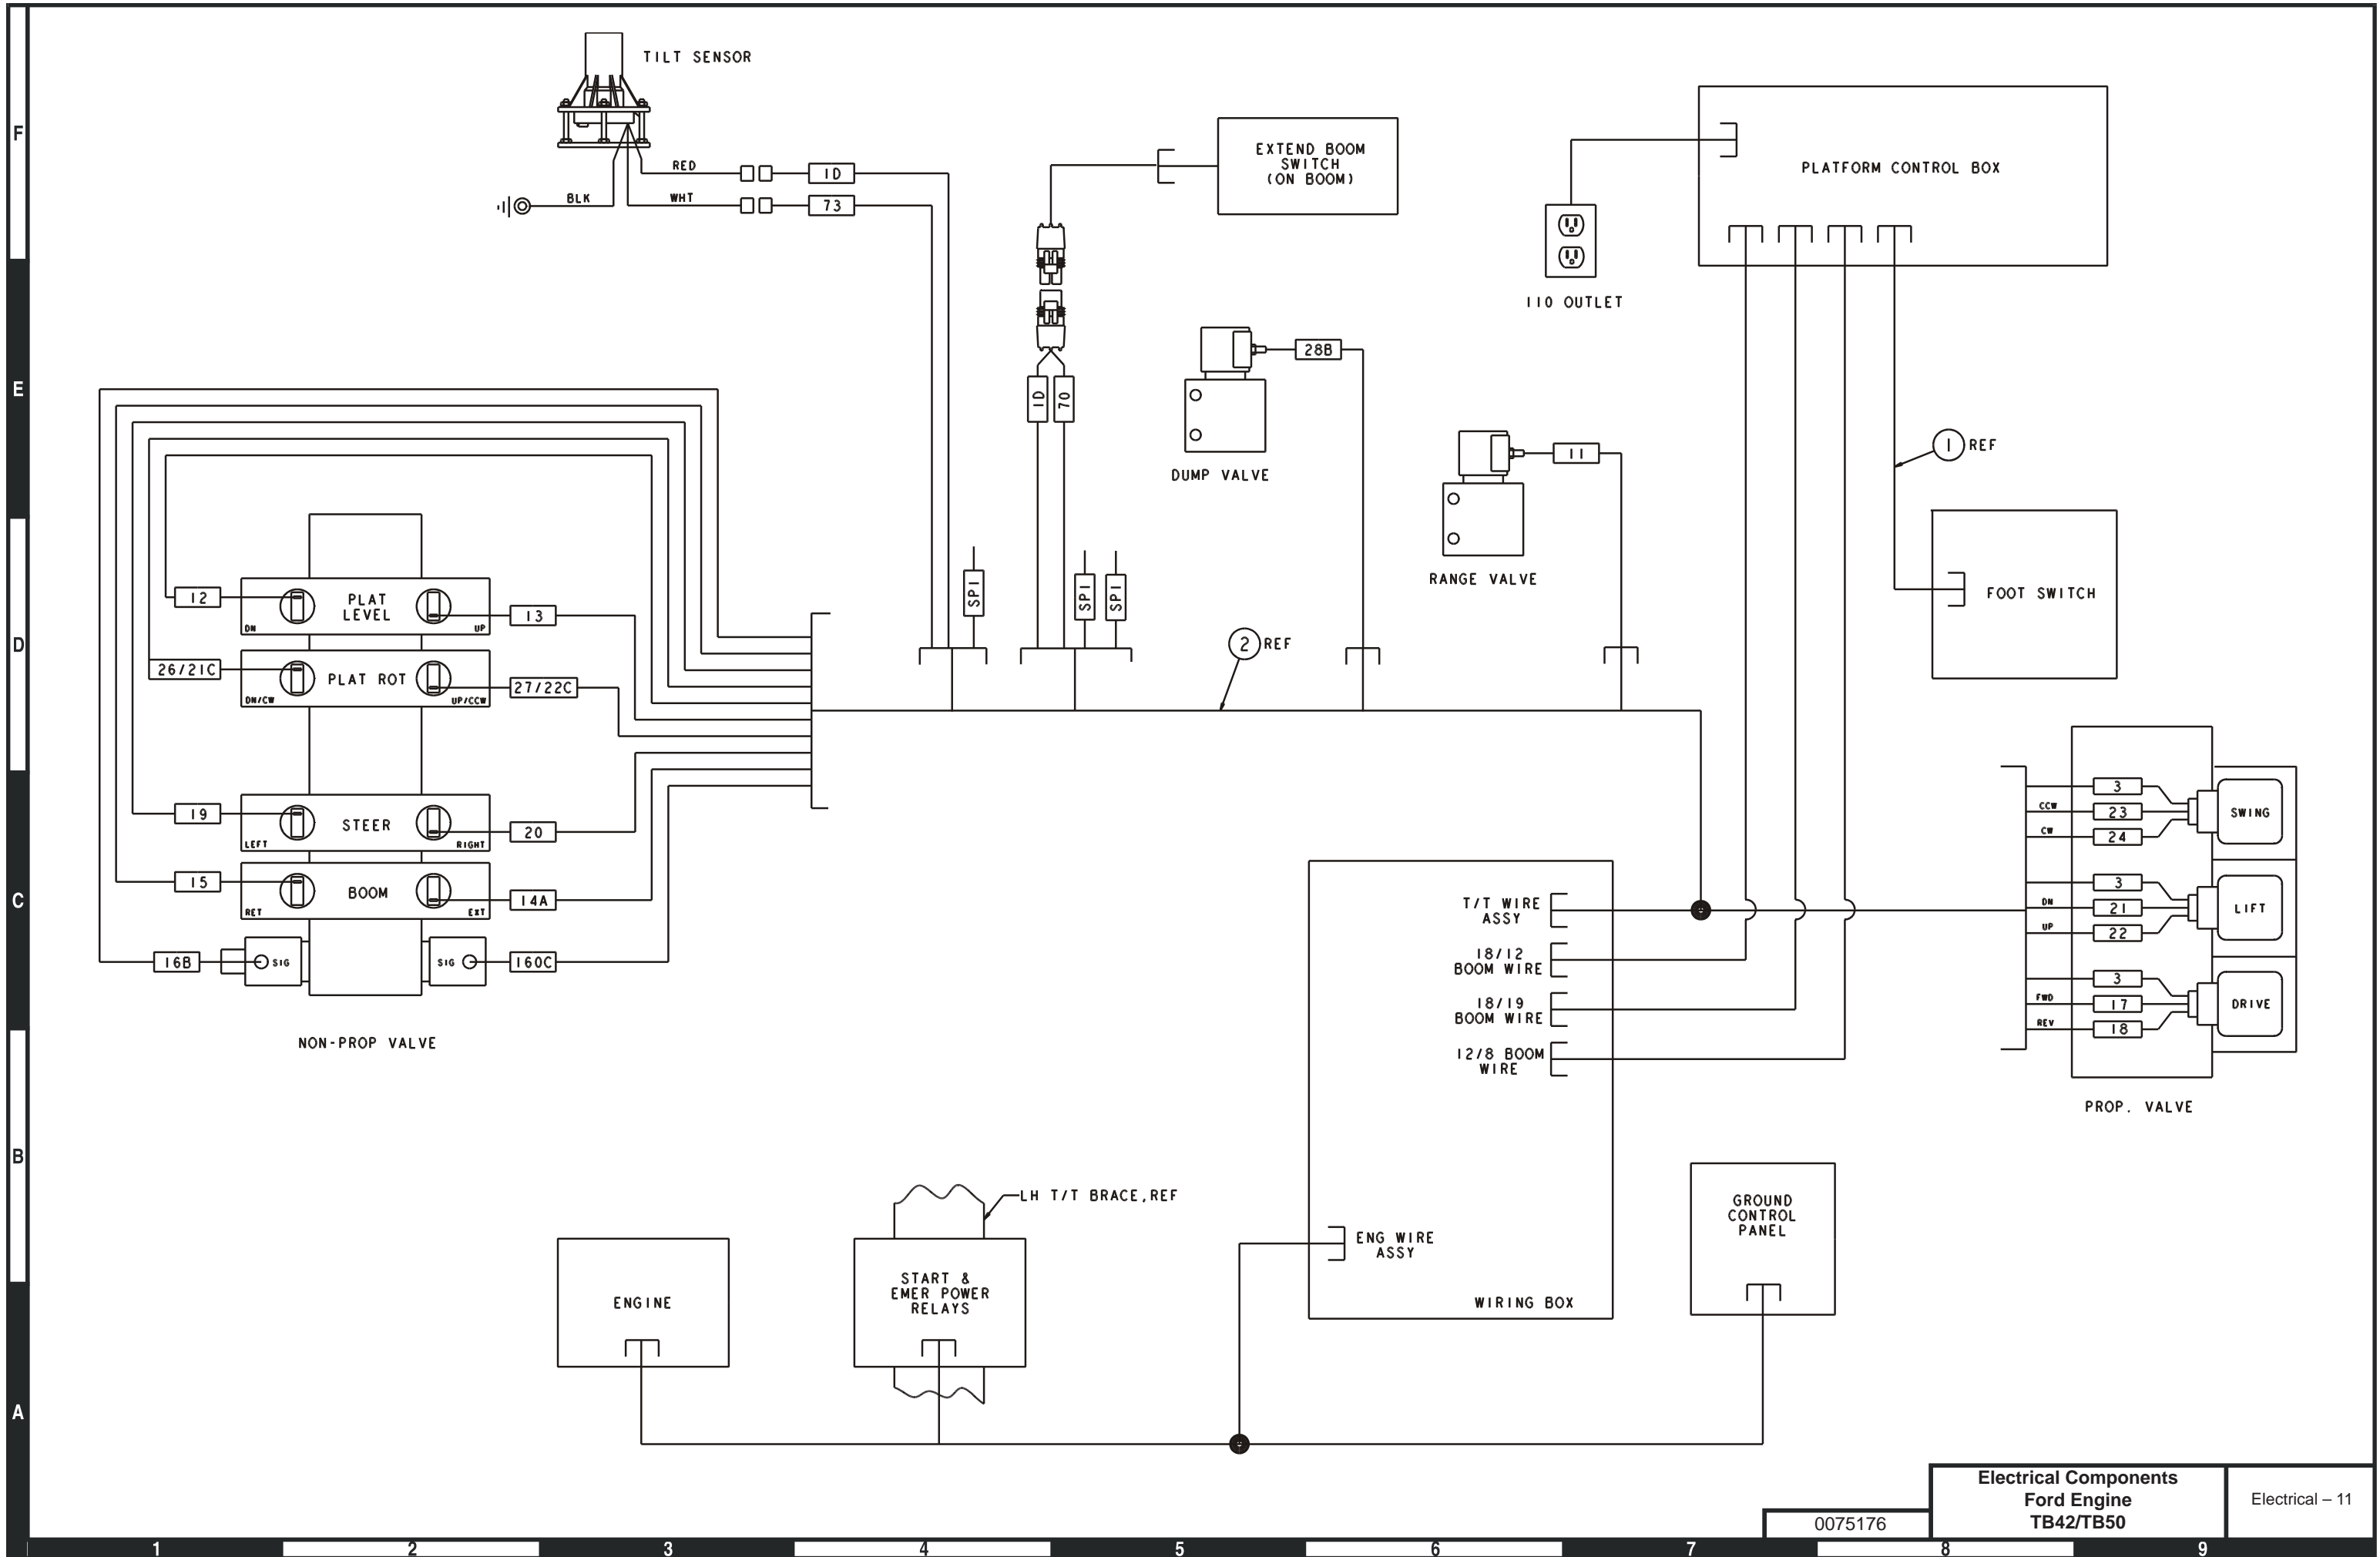 TILT SENSOR
RED
1D
BLK
WHT
73
EXTEND BOOM
SWITCH
(ON BOOM)
PLATFORM CONTROL BOX
110 OUTLET
28B
1D
70
DUMP VALVE
11
RANGE VALVE
1 REF
FOOT SWITCH
SP1
SP1
SP1
2 REF
12
PLAT
LEVEL
DN
UP
13
26/21C
PLAT ROT
DN/CW
UP/CCW
27/22C
19
STEER
LEFT
RIGHT
20
15
BOOM
RET
EXT
14A
16B
SIG
SIG
160C
NON-PROP VALVE
3
CCW
23
SWING
CW
24
3
DN
21
LIFT
UP
22
3
FWD
17
DRIVE
REV
18
PROP. VALVE
T/T WIRE
ASSY
18/12
BOOM WIRE
18/19
BOOM WIRE
12/8 BOOM
WIRE
ENG WIRE
ASSY
WIRING BOX
GROUND
CONTROL
PANEL
LH T/T BRACE,REF
START &
EMER POWER
RELAYS
ENGINE
0075176
Electrical Components
Ford Engine
TB42/TB50
Electrical – 11
F
E
D
C
B
A
1
2
3
4
5
6
7
8
9